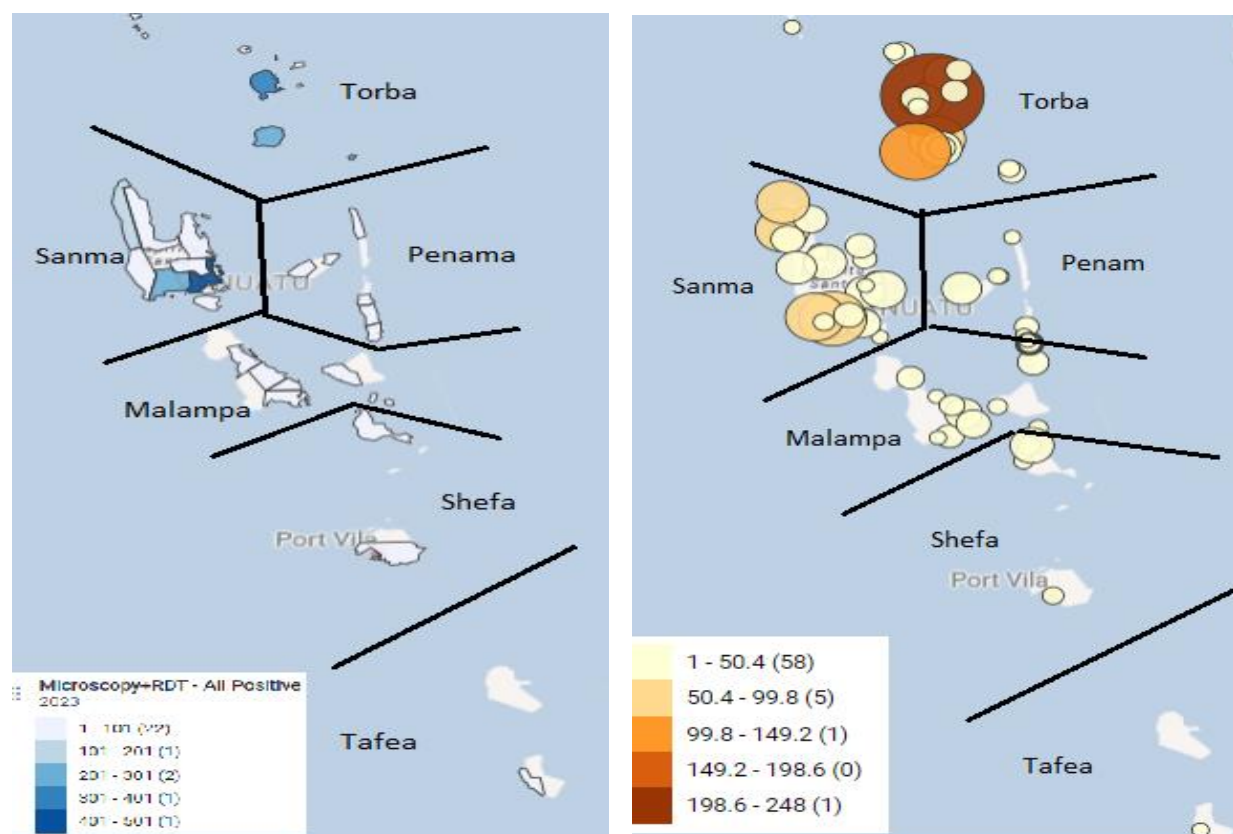 Torba
Sanma
Penama
NUATU
Malampa
Shefa
Port Vila
Tafea
Microscopy+RDT - All Positive
2023
1 - 101 (22)
101 - 201 (1)
201 - 301 (2)
301 - 401 (1)
401 - 501 (1)
Torba
Sanma
Penam
NUATU
Malampa
Shefa
Port Vila
Tafea
1 - 50.4 (58)
50.4 - 99.8 (5)
99.8 - 149.2 (1)
149.2 - 198.6 (0)
198.6 - 248 (1)